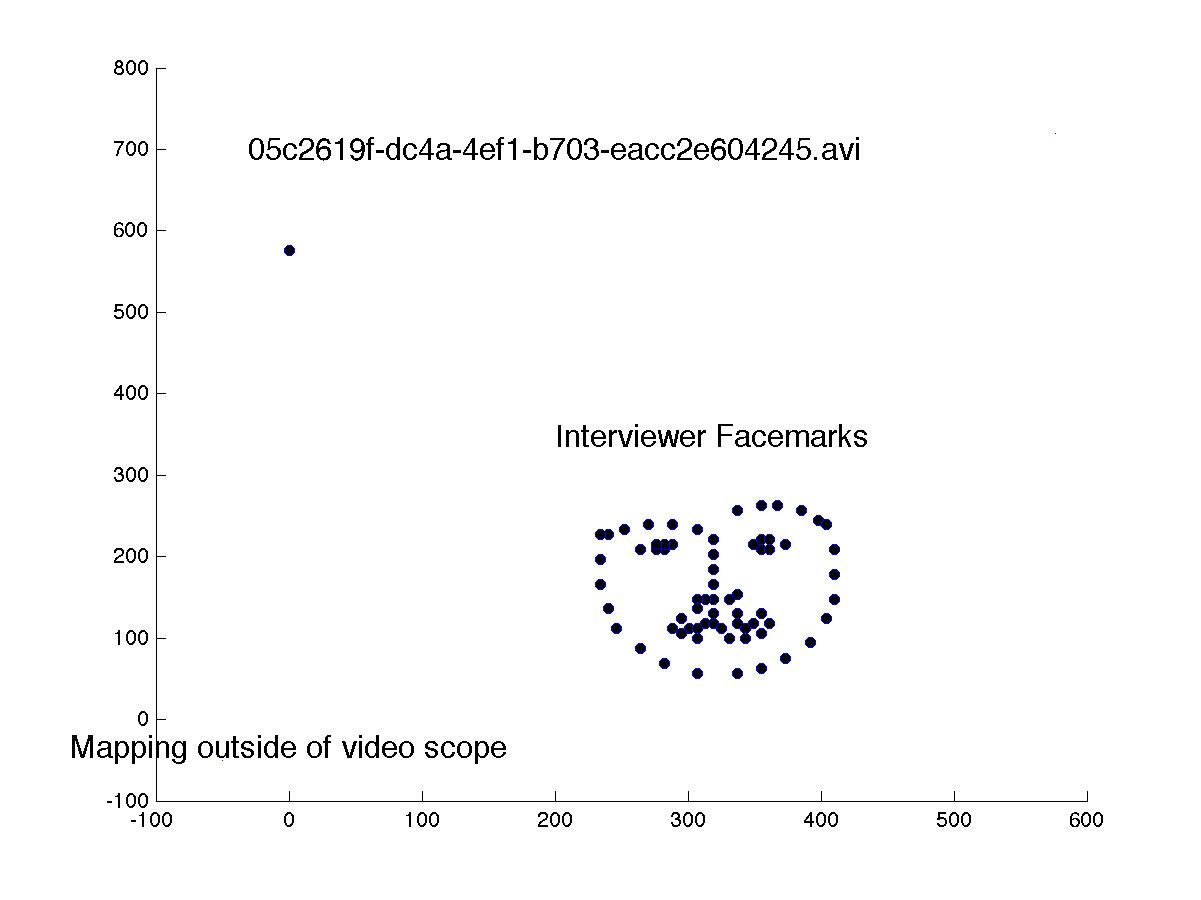 800
05c2619f-dc4a-4ef1-b703-eacc2e604245.avi
700
600
500
400
Interviewer Facemarks
300
200
100
0
Mapping outside of video scope
-100
-100 0 100 200 300 400 500 600